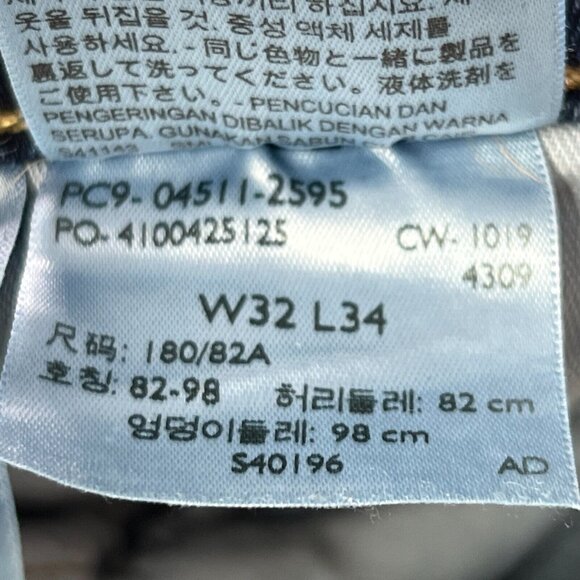 옷을 뒤집을 것. 중성 액체 세제를
사용하세요. - 同じ色物と一緒に製品を
裏返して洗ってください。液体洗剤を
ご使用下さい。 - PENCUCIAN DAN
PENGERINGAN DIBALIK DENGAN WARNA
SERUPA. GUNAKAN SABUN
PC9- 04511-2595
PO- 4100425125 CW- 1019
4309
W32 L34
尺码: 180/82A
호칭: 82-98 허리둘레: 82 cm
엉덩이둘레: 98 cm
S40196 AD